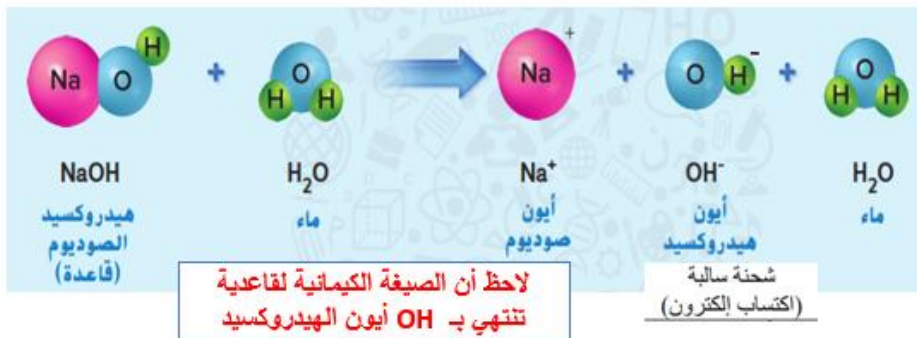 Na O H + H O H → Na + + O H - + H O H
NaOH H₂O Na⁺ OH⁻ H₂O
هيدروكسيد
الصوديوم
(قاعدة)
ماء
أيون
صوديوم
أيون
هيدروكسيد
ماء
لاحظ أن الصيغة الكيمائية لقاعدية
تنتهي بـ OH أيون الهيدروكسيد
شحنة سالبة
(اكتساب إلكترون)